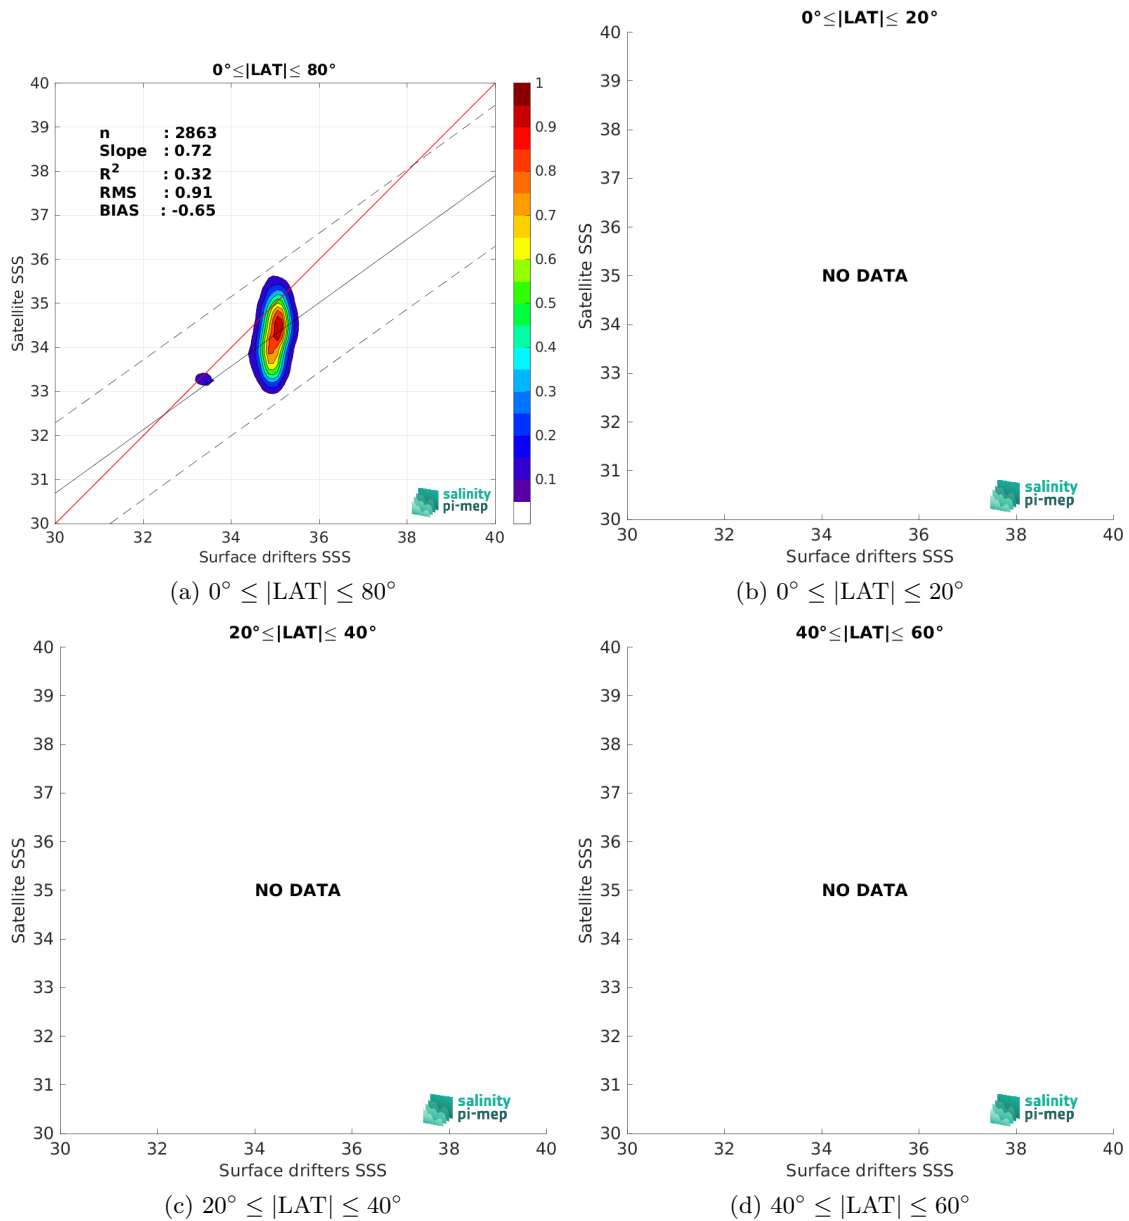 0°≤|LAT|≤ 80°
40
39
38
37
36
35
34
33
32
31
30
Satellite SSS
n : 2863
Slope : 0.72
R² : 0.32
RMS : 0.91
BIAS : -0.65
1
0.9
0.8
0.7
0.6
0.5
0.4
0.3
0.2
0.1
salinity
pi-mep
30 32 34 36 38 40
Surface drifters SSS
(a) 0° ≤ |LAT| ≤ 80°
0°≤|LAT|≤ 20°
40
39
38
37
36
35
34
33
32
31
30
Satellite SSS
NO DATA
salinity
pi-mep
30 32 34 36 38 40
Surface drifters SSS
(b) 0° ≤ |LAT| ≤ 20°
20°≤|LAT|≤ 40°
40
39
38
37
36
35
34
33
32
31
30
Satellite SSS
NO DATA
salinity
pi-mep
30 32 34 36 38 40
Surface drifters SSS
(c) 20° ≤ |LAT| ≤ 40°
40°≤|LAT|≤ 60°
40
39
38
37
36
35
34
33
32
31
30
Satellite SSS
NO DATA
salinity
pi-mep
30 32 34 36 38 40
Surface drifters SSS
(d) 40° ≤ |LAT| ≤ 60°